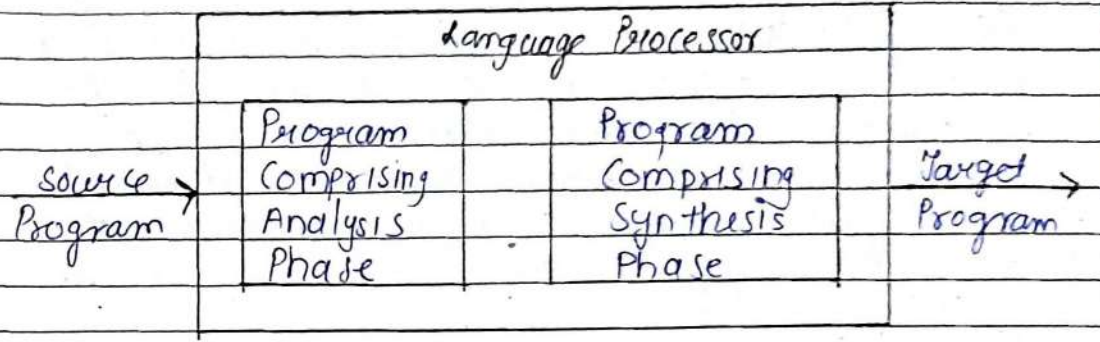 Language Processor
Source
Program
Program
Comprising
Analysis
Phase
Program
Comprising
Synthesis
Phase
Target
Program